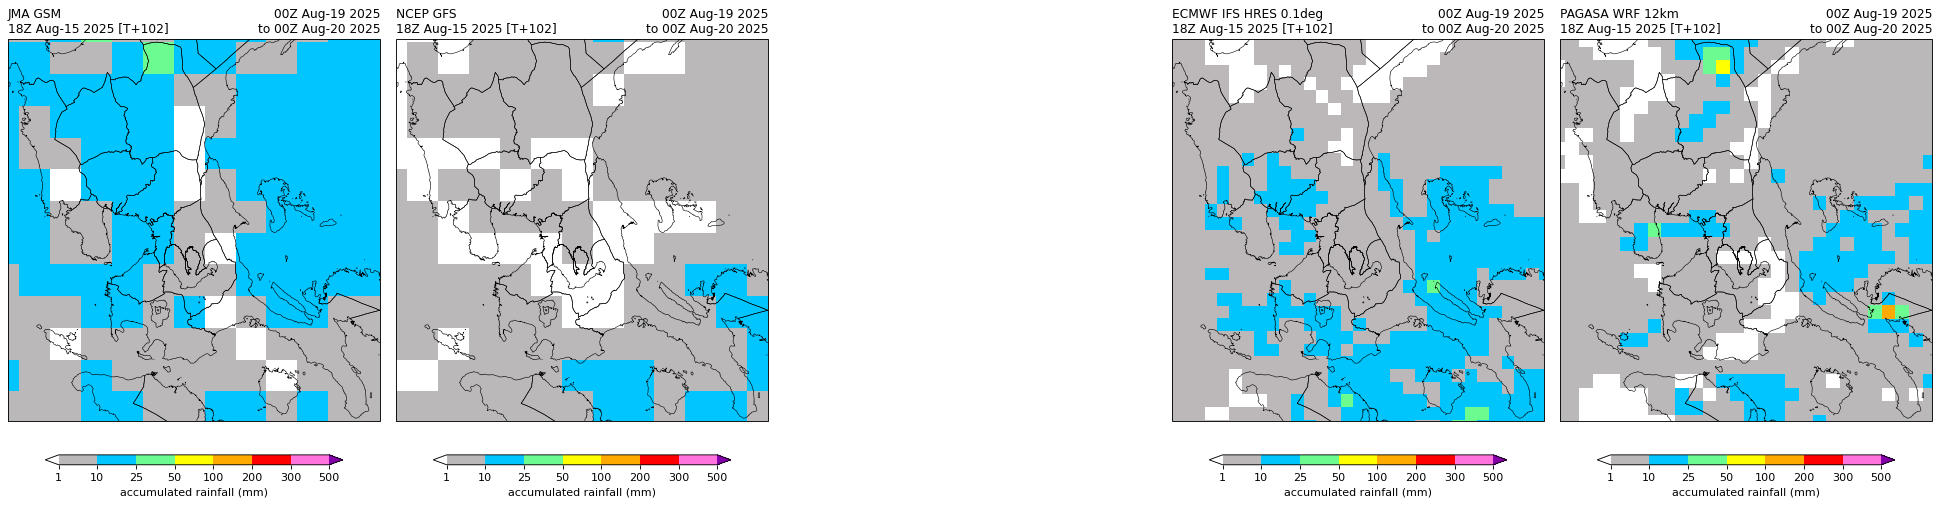 JMA GSM 00Z Aug-19 2025
18Z Aug-15 2025 [T+102] to 00Z Aug-20 2025
1 10 25 50 100 200 300 500
accumulated rainfall (mm)
NCEP GFS 00Z Aug-19 2025
18Z Aug-15 2025 [T+102] to 00Z Aug-20 2025
1 10 25 50 100 200 300 500
accumulated rainfall (mm)
ECMWF IFS HRES 0.1deg 00Z Aug-19 2025
18Z Aug-15 2025 [T+102] to 00Z Aug-20 2025
1 10 25 50 100 200 300 500
accumulated rainfall (mm)
PAGASA WRF 12km 00Z Aug-19 2025
18Z Aug-15 2025 [T+102] to 00Z Aug-20 2025
1 10 25 50 100 200 300 500
accumulated rainfall (mm)